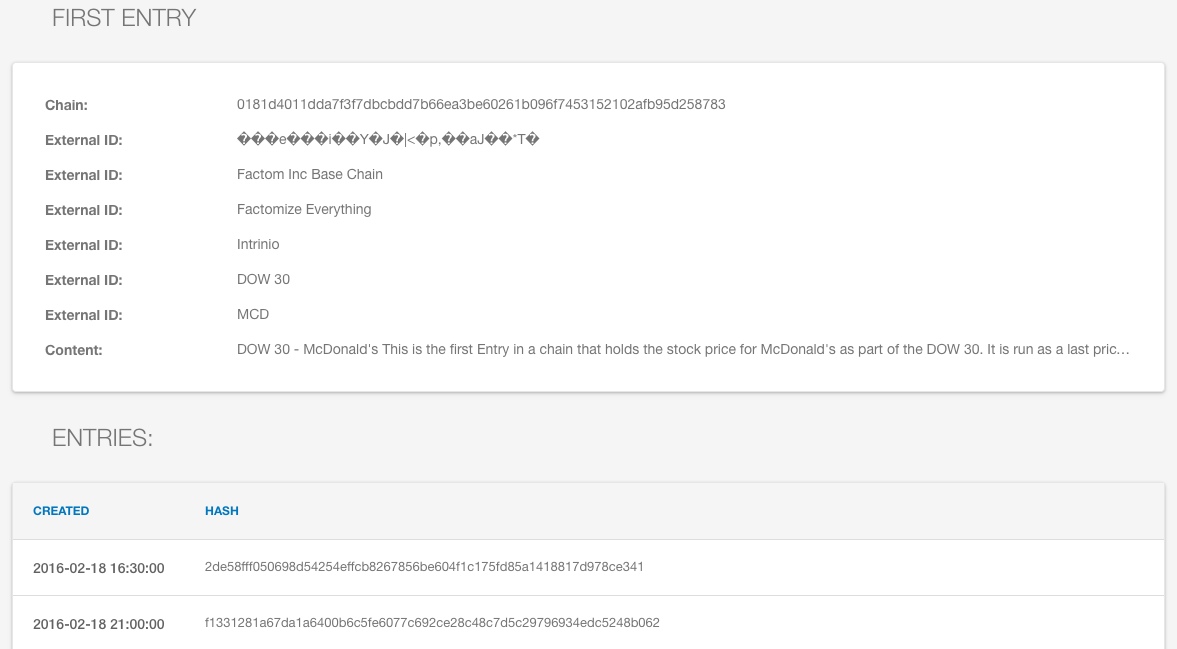 FIRST ENTRY
Chain: 0181d4011dda7f3f7dbcbdd7b66ea3be60261b096f7453152102afb95d258783
External ID: ���e���i��Y�J�|<�p,��aJ��*T�
External ID: Factom Inc Base Chain
External ID: Factomize Everything
External ID: Intrinio
External ID: DOW 30
External ID: MCD
Content: DOW 30 - McDonald's This is the first Entry in a chain that holds the stock price for McDonald's as part of the DOW 30. It is run as a last pric…
ENTRIES:
CREATED HASH
2016-02-18 16:30:00 2de58fff050698d54254effcb8267856be604f1c175fd85a1418817d978ce341
2016-02-18 21:00:00 f1331281a67da1a6400b6c5fe6077c692ce28c48c7d5c29796934edc5248b062